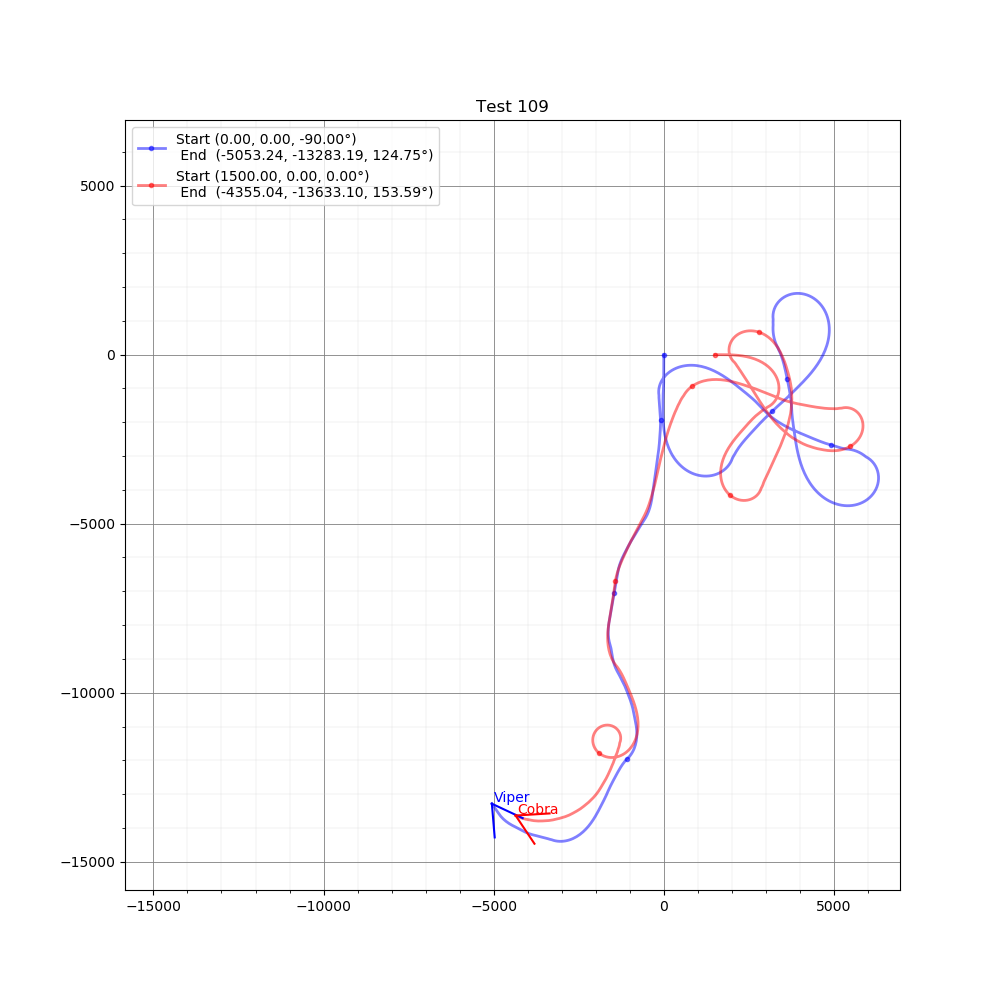 Test 109
Start (0.00, 0.00, -90.00°)
End (-5053.24, -13283.19, 124.75°)
Start (1500.00, 0.00, 0.00°)
End (-4355.04, -13633.10, 153.59°)
5000
0
−5000
−10000
−15000
Viper
Cobra
−15000 −10000 −5000 0 5000